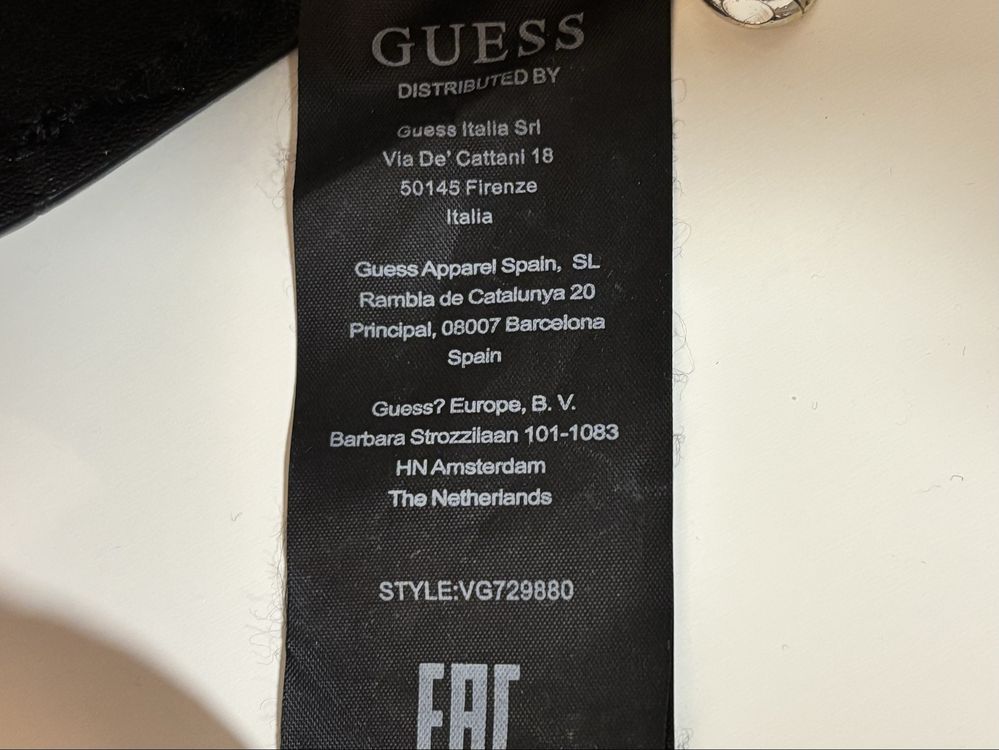 GUESS
DISTRIBUTED BY
Guess Italia Srl
Via De' Cattani 18
50145 Firenze
Italia
Guess Apparel Spain, SL
Rambla de Catalunya 20
Principal, 08007 Barcelona
Spain
Guess? Europe, B. V.
Barbara Strozzilaan 101-1083
HN Amsterdam
The Netherlands
STYLE:VG729880
EAC